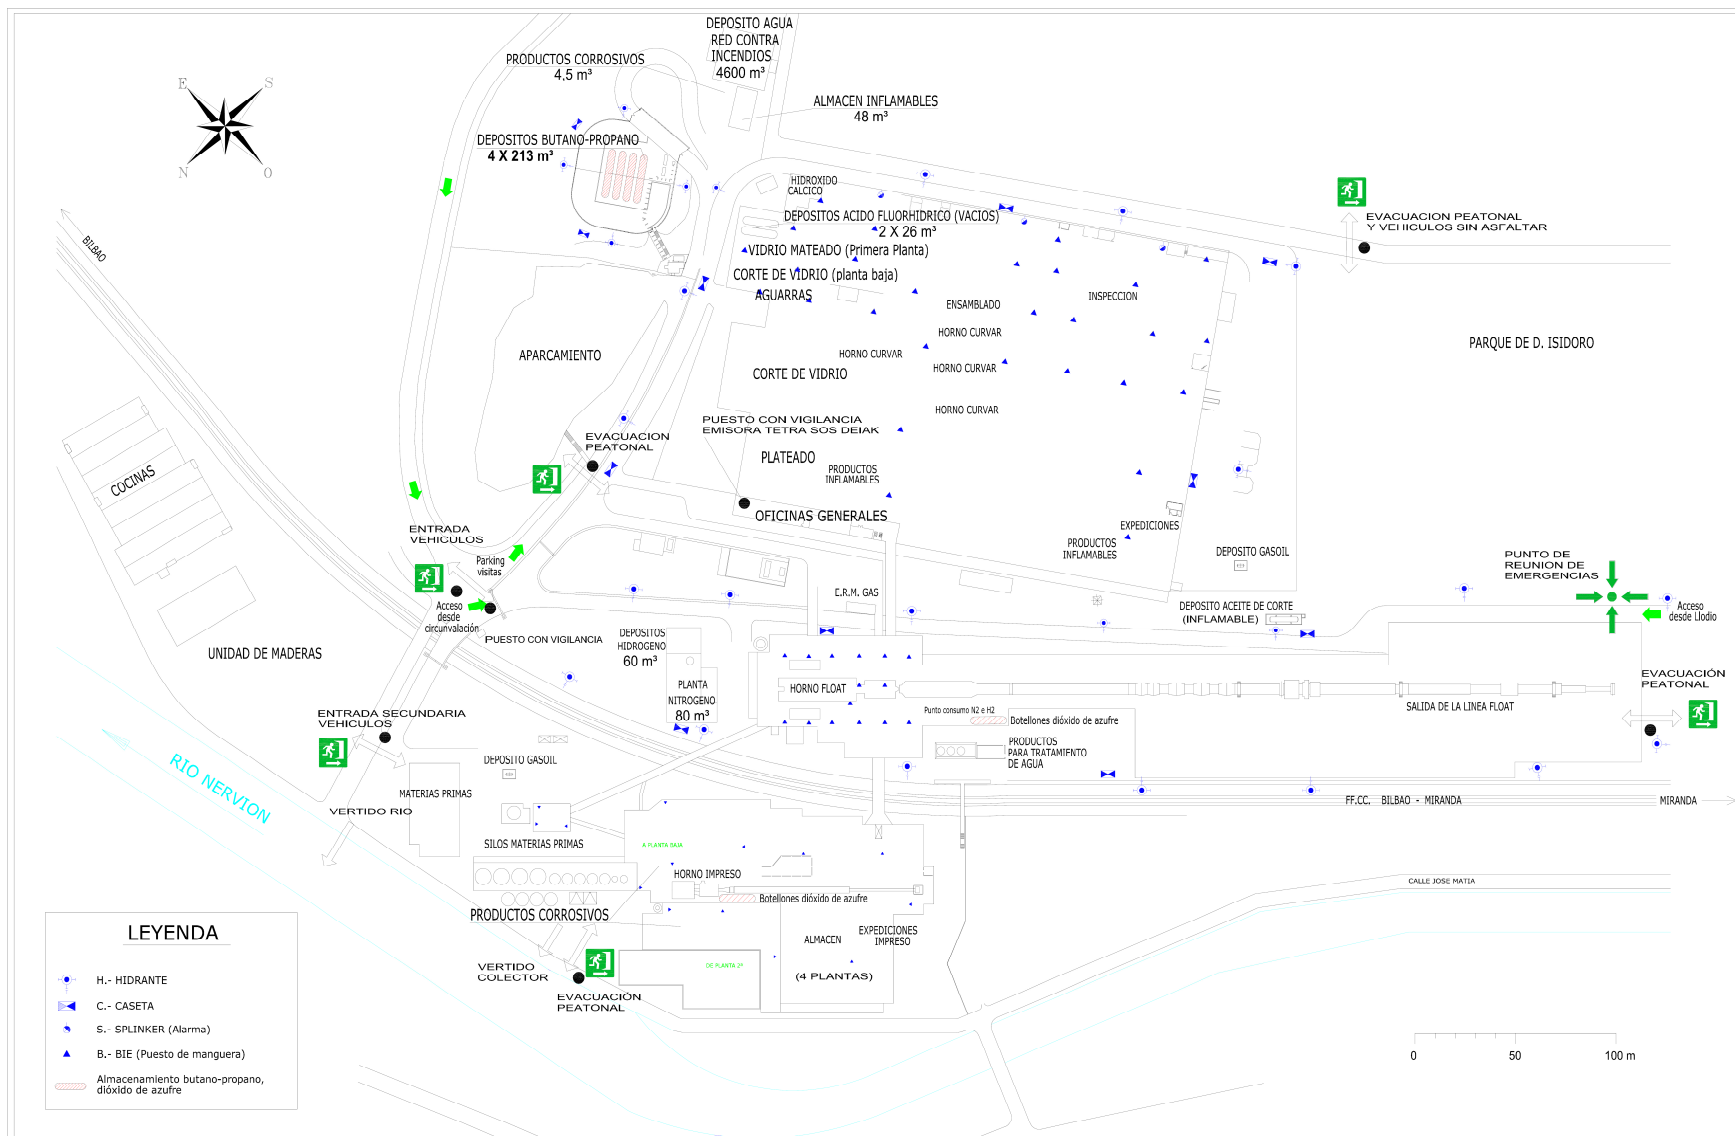 DEPOSITO AGUA
RED CONTRA
INCENDIOS
4600 m³
PRODUCTOS CORROSIVOS
4,5 m³
E
S
N
O
ALMACEN INFLAMABLES
48 m³
DEPOSITOS BUTANO-PROPANO
4 X 213 m³
HIDROXIDO
CALCICO
DEPOSITOS ACIDO FLUORHIDRICO (VACIOS)
2 X 26 m³
EVACUACION PEATONAL
Y VEHICULOS SIN ASFALTAR
BILBAO
VIDRIO MATEADO (Primera Planta)
CORTE DE VIDRIO (planta baja)
AGUARRAS
ENSAMBLADO
INSPECCION
HORNO CURVAR
HORNO CURVAR
HORNO CURVAR
HORNO CURVAR
PARQUE DE D. ISIDORO
APARCAMIENTO
CORTE DE VIDRIO
PUESTO CON VIGILANCIA
EMISORA TETRA SOS DEIAK
EVACUACION
PEATONAL
PLATEADO
PRODUCTOS
INFLAMABLES
COCINAS
OFICINAS GENERALES
ENTRADA
VEHICULOS
EXPEDICIONES
PRODUCTOS
INFLAMABLES
DEPOSITO GASOIL
PUNTO DE
REUNION DE
EMERGENCIAS
Parking
visitas
Acceso
desde
circunvalación
E.R.M. GAS
DEPOSITO ACEITE DE CORTE
(INFLAMABLE)
Acceso
desde Llodio
PUESTO CON VIGILANCIA
DEPOSITOS
HIDROGENO
60 m³
UNIDAD DE MADERAS
PLANTA
NITROGENO
80 m³
HORNO FLOAT
EVACUACIÓN
PEATONAL
SALIDA DE LA LINEA FLOAT
Punto consumo N2 e H2
Botellones dióxido de azufre
ENTRADA SECUNDARIA
VEHICULOS
PRODUCTOS
PARA TRATAMIENTO
DE AGUA
RIO NERVION
DEPOSITO GASOIL
MATERIAS PRIMAS
VERTIDO RIO
FF.CC. BILBAO - MIRANDA
MIRANDA
SILOS MATERIAS PRIMAS
A PLANTA BAJA
HORNO IMPRESO
Botellones dióxido de azufre
CALLE JOSE MATIA
PRODUCTOS CORROSIVOS
ALMACEN
(4 PLANTAS)
EXPEDICIONES
IMPRESO
DE PLANTA 2ª
VERTIDO
COLECTOR
EVACUACIÓN
PEATONAL
LEYENDA
H.- HIDRANTE
C.- CASETA
S.- SPLINKER (Alarma)
B.- BIE (Puesto de manguera)
Almacenamiento butano-propano,
dióxido de azufre
0 50 100 m